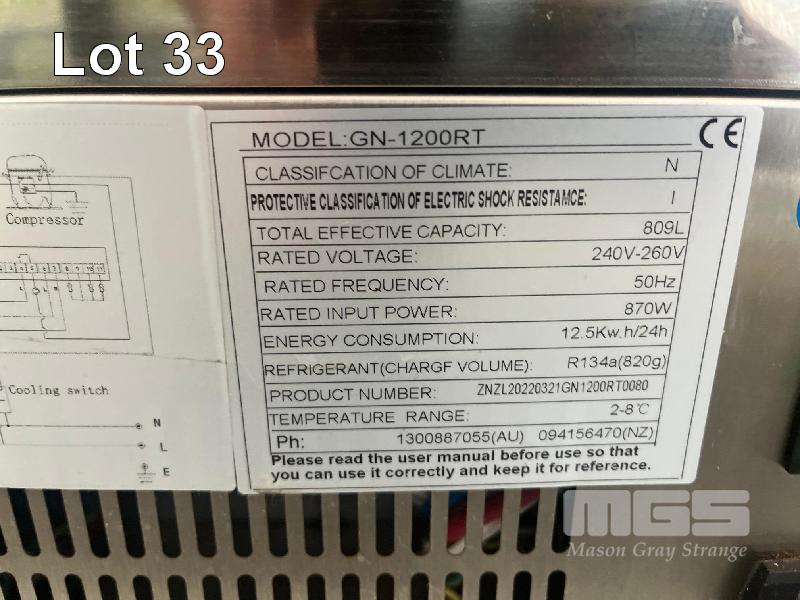 Lot 33
MODEL:GN-1200RT
CE
CLASSIFCATION OF CLIMATE: N
PROTECTIVE CLASSIFICATION OF ELECTRIC SHOCK RESISTAMCE: I
TOTAL EFFECTIVE CAPACITY: 809L
RATED VOLTAGE: 240V-260V
RATED FREQUENCY: 50Hz
RATED INPUT POWER: 870W
ENERGY CONSUMPTION: 12.5Kw.h/24h
REFRIGERANT(CHARGF VOLUME): R134a(820g)
PRODUCT NUMBER: ZNZL20220321GN1200RT0080
TEMPERATURE RANGE: 2-8℃
Ph: 1300887055(AU) 094156470(NZ)
Please read the user manual before use so that
you can use it correctly and keep it for reference.
Compressor
Cooling switch
N
L
E
MGS
Mason Gray Strange